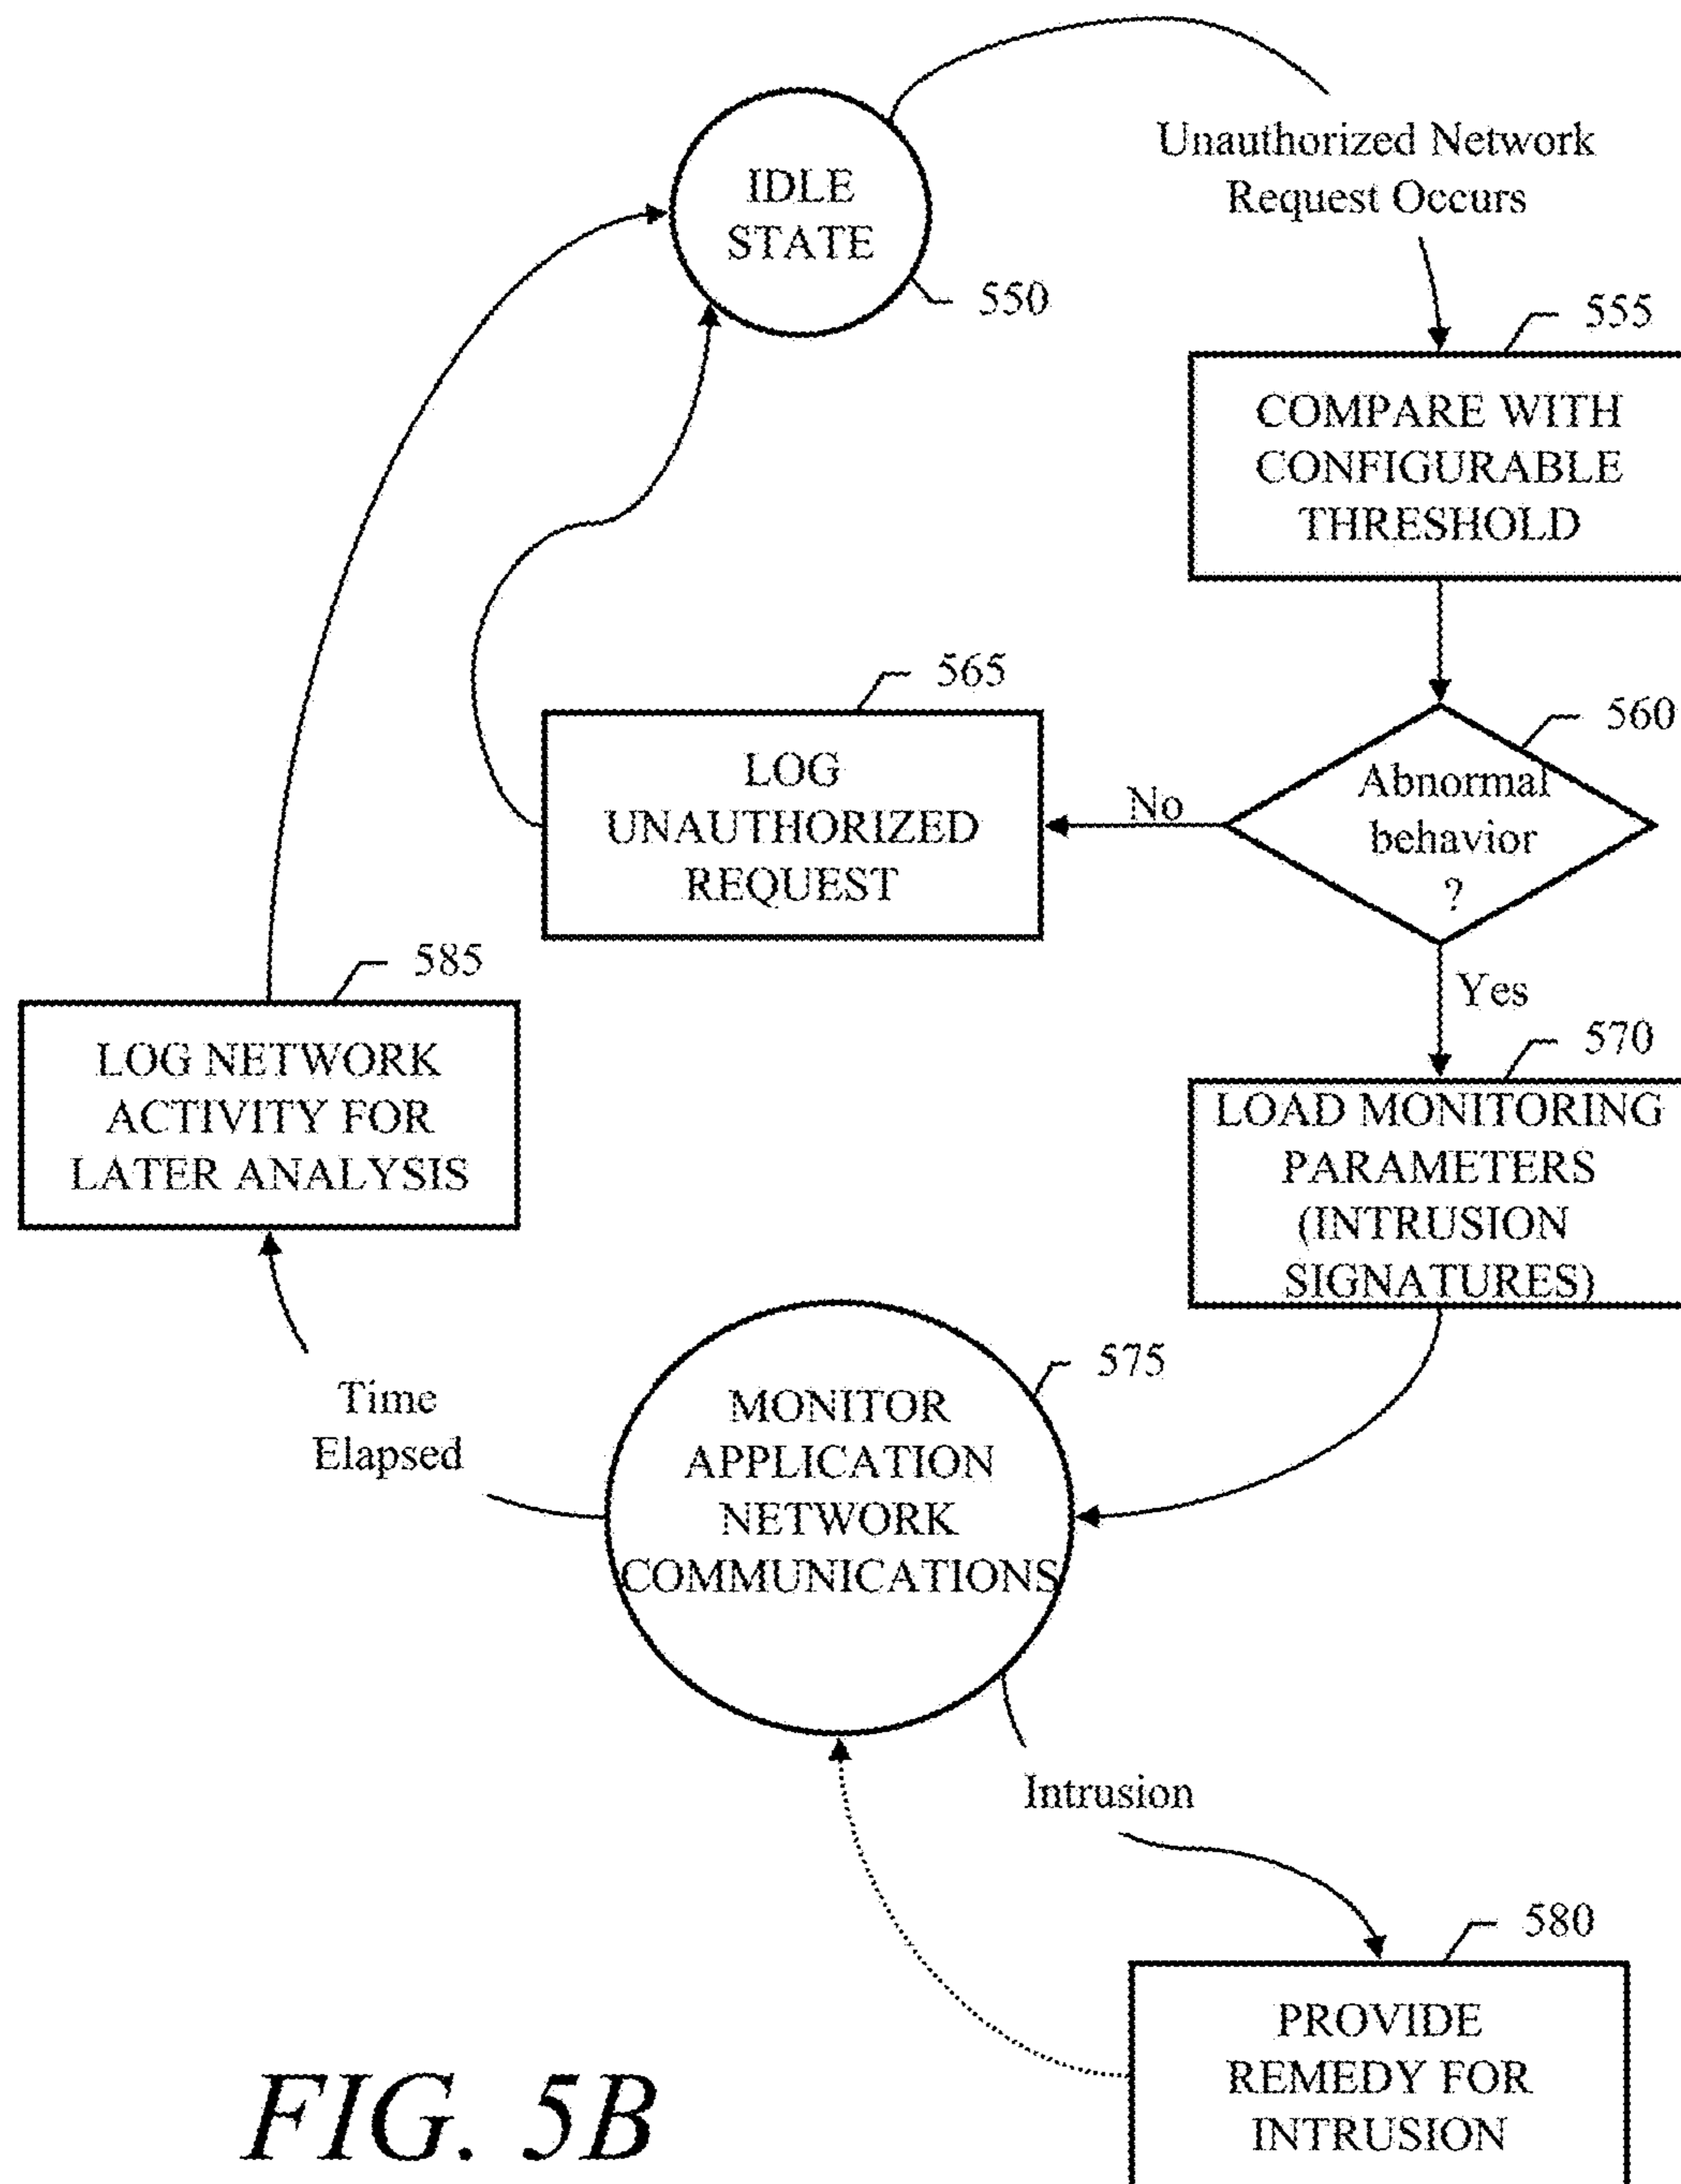 IDLE
STATE
550
Unauthorized Network
Request Occurs
555
COMPARE WITH
CONFIGURABLE
THRESHOLD
560
Abnormal
behavior
?
No
565
LOG
UNAUTHORIZED
REQUEST
Yes
570
LOAD MONITORING
PARAMETERS
(INTRUSION
SIGNATURES)
585
LOG NETWORK
ACTIVITY FOR
LATER ANALYSIS
Time
Elapsed
575
MONITOR
APPLICATION
NETWORK
COMMUNICATIONS
Intrusion
580
PROVIDE
REMEDY FOR
INTRUSION
FIG. 5B